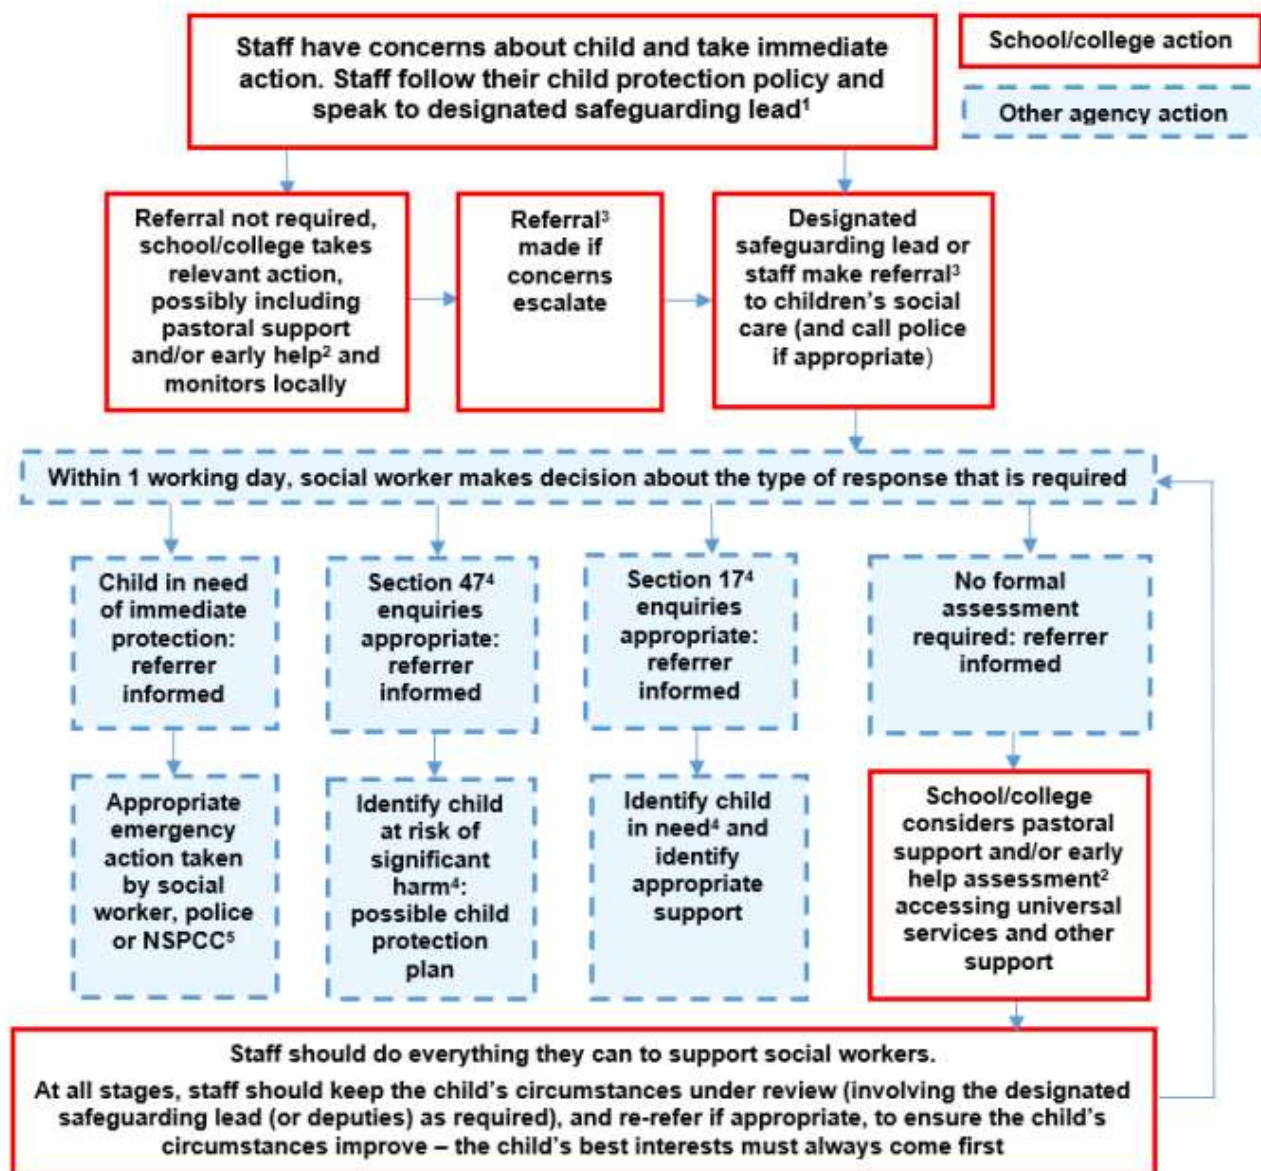 Staff have concerns about child and take immediate
action. Staff follow their child protection policy and
speak to designated safeguarding lead¹
School/college action
Other agency action
Referral not required,
school/college takes
relevant action,
possibly including
pastoral support
and/or early help² and
monitors locally
Referral³
made if
concerns
escalate
Designated
safeguarding lead or
staff make referral³
to children’s social
care (and call police
if appropriate)
Within 1 working day, social worker makes decision about the type of response that is required
Child in need
of immediate
protection:
referrer
informed
Section 47⁴
enquiries
appropriate:
referrer
informed
Section 17⁴
enquiries
appropriate:
referrer
informed
No formal
assessment
required: referrer
informed
Appropriate
emergency
action taken
by social
worker, police
or NSPCC⁵
Identify child
at risk of
significant
harm⁴:
possible child
protection
plan
Identify child
in need⁴ and
identify
appropriate
support
School/college
considers pastoral
support and/or early
help assessment²
accessing universal
services and other
support
Staff should do everything they can to support social workers.
At all stages, staff should keep the child’s circumstances under review (involving the designated
safeguarding lead (or deputies) as required), and re-refer if appropriate, to ensure the child’s
circumstances improve – the child’s best interests must always come first